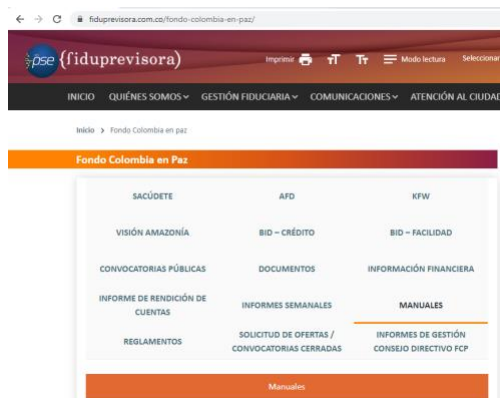 fiduprevisora.com.co/fondo-colombia-en-paz/
pse {fiduprevisora} Imprimir TT Tт Modo lectura Seleccionar
INICIO QUIÉNES SOMOS GESTIÓN FIDUCIARIA COMUNICACIONES ATENCIÓN AL CIUDAD
Inicio > Fondo Colombia en paz
Fondo Colombia en Paz
SACÚDETE AFD KFW
VISIÓN AMAZONÍA BID – CRÉDITO BID – FACILIDAD
CONVOCATORIAS PÚBLICAS DOCUMENTOS INFORMACIÓN FINANCIERA
INFORME DE RENDICIÓN DE
CUENTAS
INFORMES SEMANALES MANUALES
REGLAMENTOS
SOLICITUD DE OFERTAS /
CONVOCATORIAS CERRADAS
INFORMES DE GESTIÓN
CONSEJO DIRECTIVO FCP
Manuales